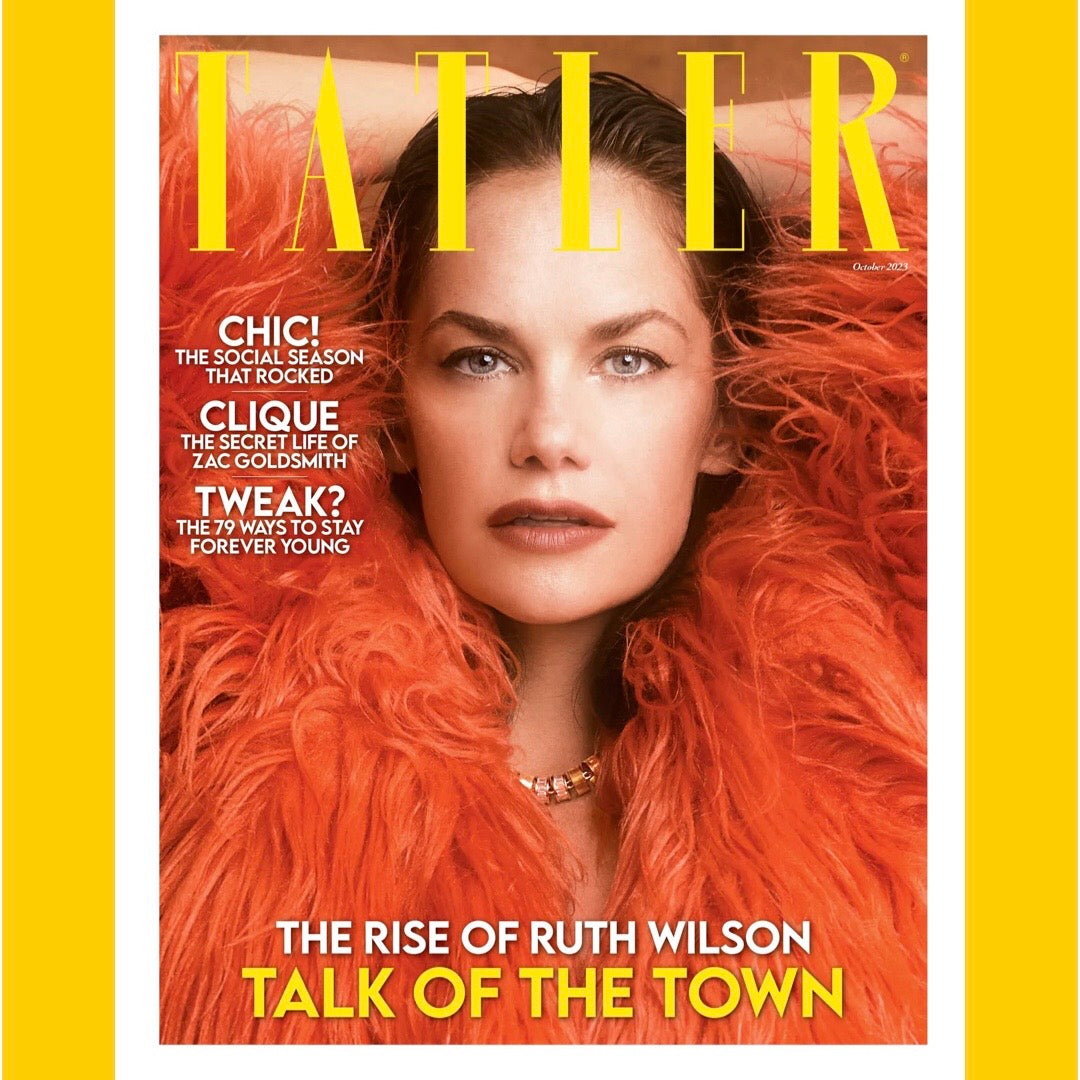 TATLER®
October 2023
CHIC!
THE SOCIAL SEASON
THAT ROCKED
CLIQUE
THE SECRET LIFE OF
ZAC GOLDSMITH
TWEAK?
THE 79 WAYS TO STAY
FOREVER YOUNG
THE RISE OF RUTH WILSON
TALK OF THE TOWN